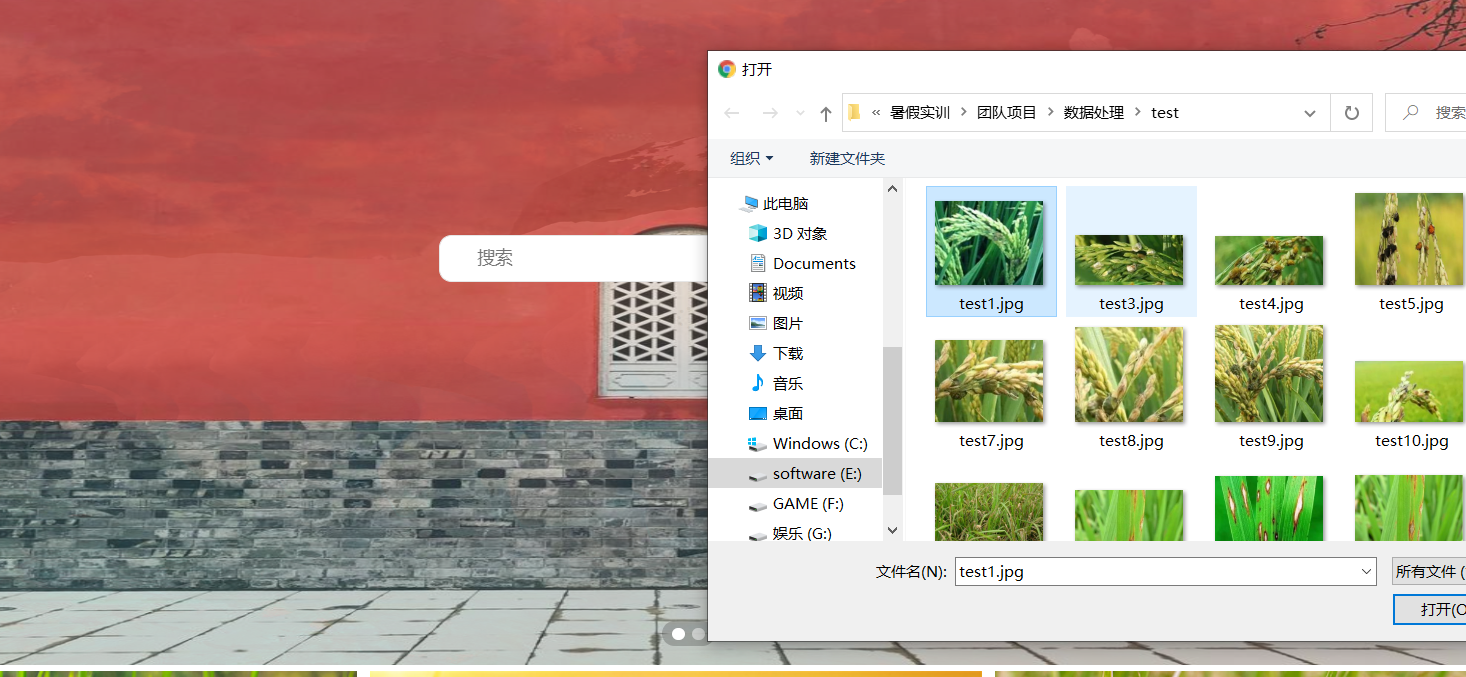 打开
« 暑假实训 › 团队项目 › 数据处理 › test
搜索
组织
新建文件夹
搜索
此电脑
3D 对象
Documents
视频
图片
下载
音乐
桌面
Windows (C:)
software (E:)
GAME (F:)
娱乐 (G:)
test1.jpg
test3.jpg
test4.jpg
test5.jpg
test7.jpg
test8.jpg
test9.jpg
test10.jpg
文件名(N):
test1.jpg
所有文件 (
打开(O